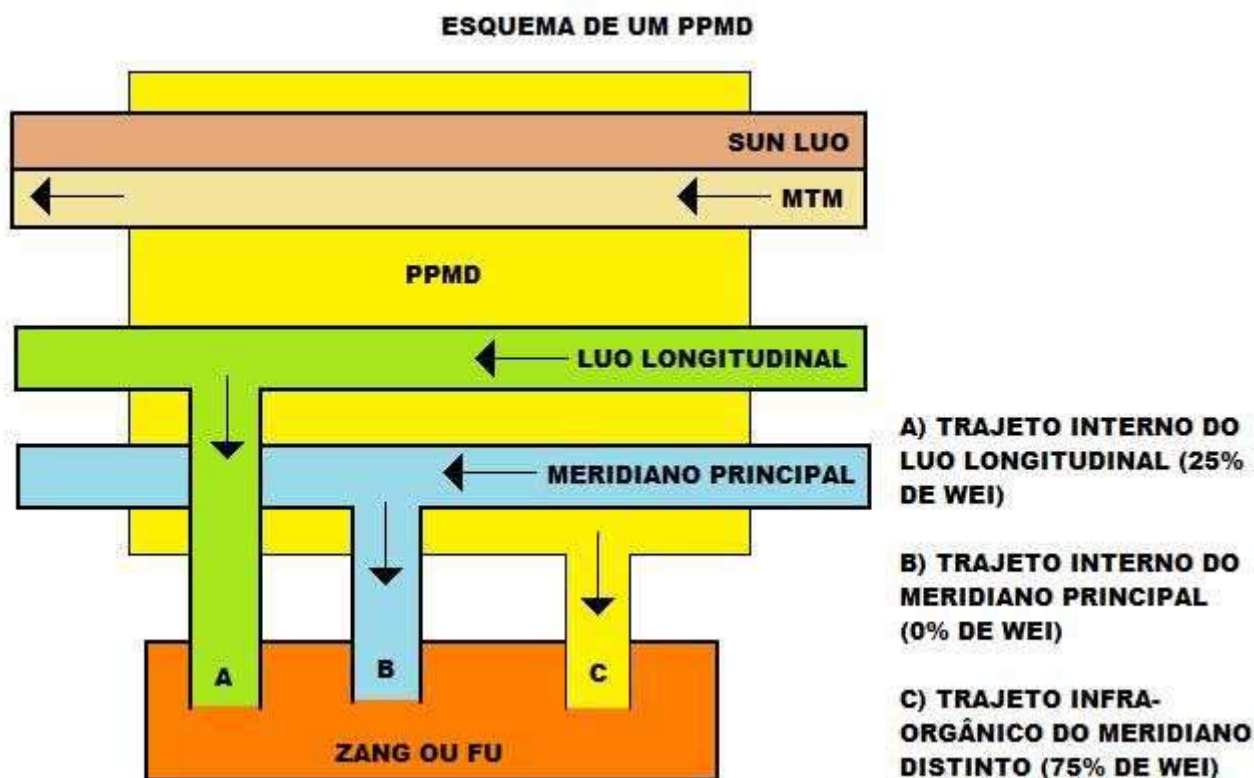 ESQUEMA DE UM PPMD
SUN LUO
MTM
PPMD
LUO LONGITUDINAL
MERIDIANO PRINCIPAL
A
B
C
ZANG OU FU
A) TRAJETO INTERNO DO
LUO LONGITUDINAL (25%
DE WEI)
B) TRAJETO INTERNO DO
MERIDIANO PRINCIPAL
(0% DE WEI)
C) TRAJETO INFRA-
ORGÂNICO DO MERIDIANO
DISTINTO (75% DE WEI)